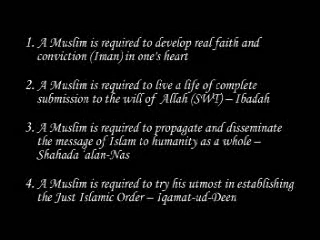 1. A Muslim is required to develop real faith and
conviction (Iman) in one's heart
2. A Muslim is required to live a life of complete
submission to the will of Allah (SWT) – Ibadah
3. A Muslim is required to propagate and disseminate
the message of Islam to humanity as a whole –
Shahada 'alan-Nas
4. A Muslim is required to try his utmost in establishing
the Just Islamic Order – Iqamat-ud-Deen